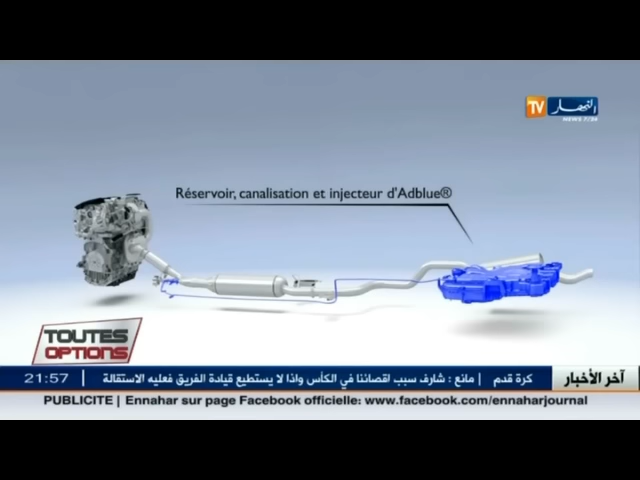 TV النهار
NEWS 7/24
Réservoir, canalisation et injecteur d'Adblue®
TOUTES
OPTIONS
21:57 كرة قدم | مانع : شارف سبب اقصائنا في الكأس واذا لا يستطيع قيادة الفريق فعليه الاستقالة آخر الأخبار
PUBLICITE | Ennahar sur page Facebook officielle: www.facebook.com/ennaharjournal